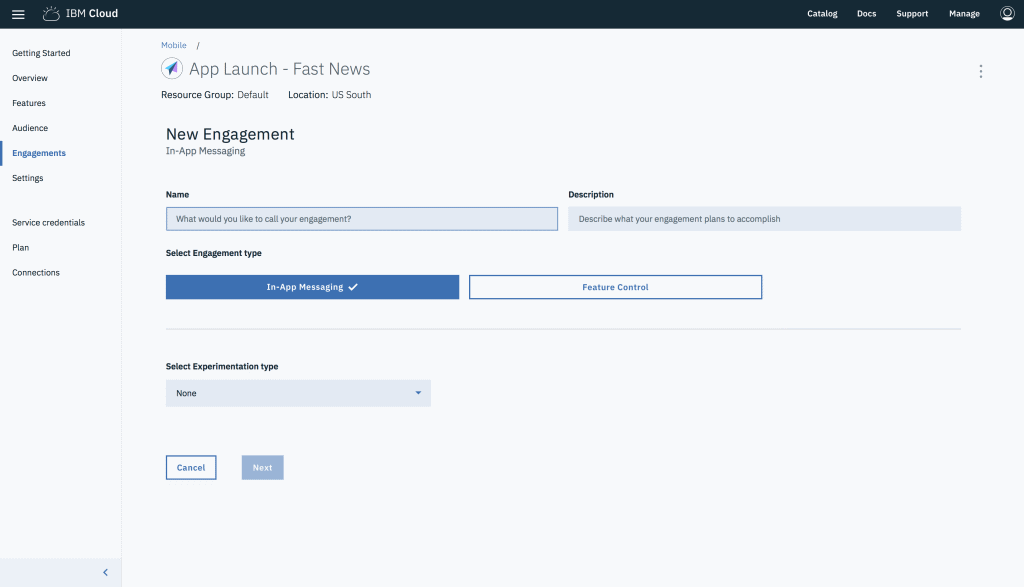 IBM Cloud
Catalog Docs Support Manage
Getting Started
Overview
Features
Audience
Engagements
Settings
Service credentials
Plan
Connections
Mobile /
App Launch - Fast News
Resource Group: Default Location: US South
New Engagement
In-App Messaging
Name Description
What would you like to call your engagement? Describe what your engagement plans to accomplish
Select Engagement type
In-App Messaging Feature Control
Select Experimentation type
None
Cancel Next